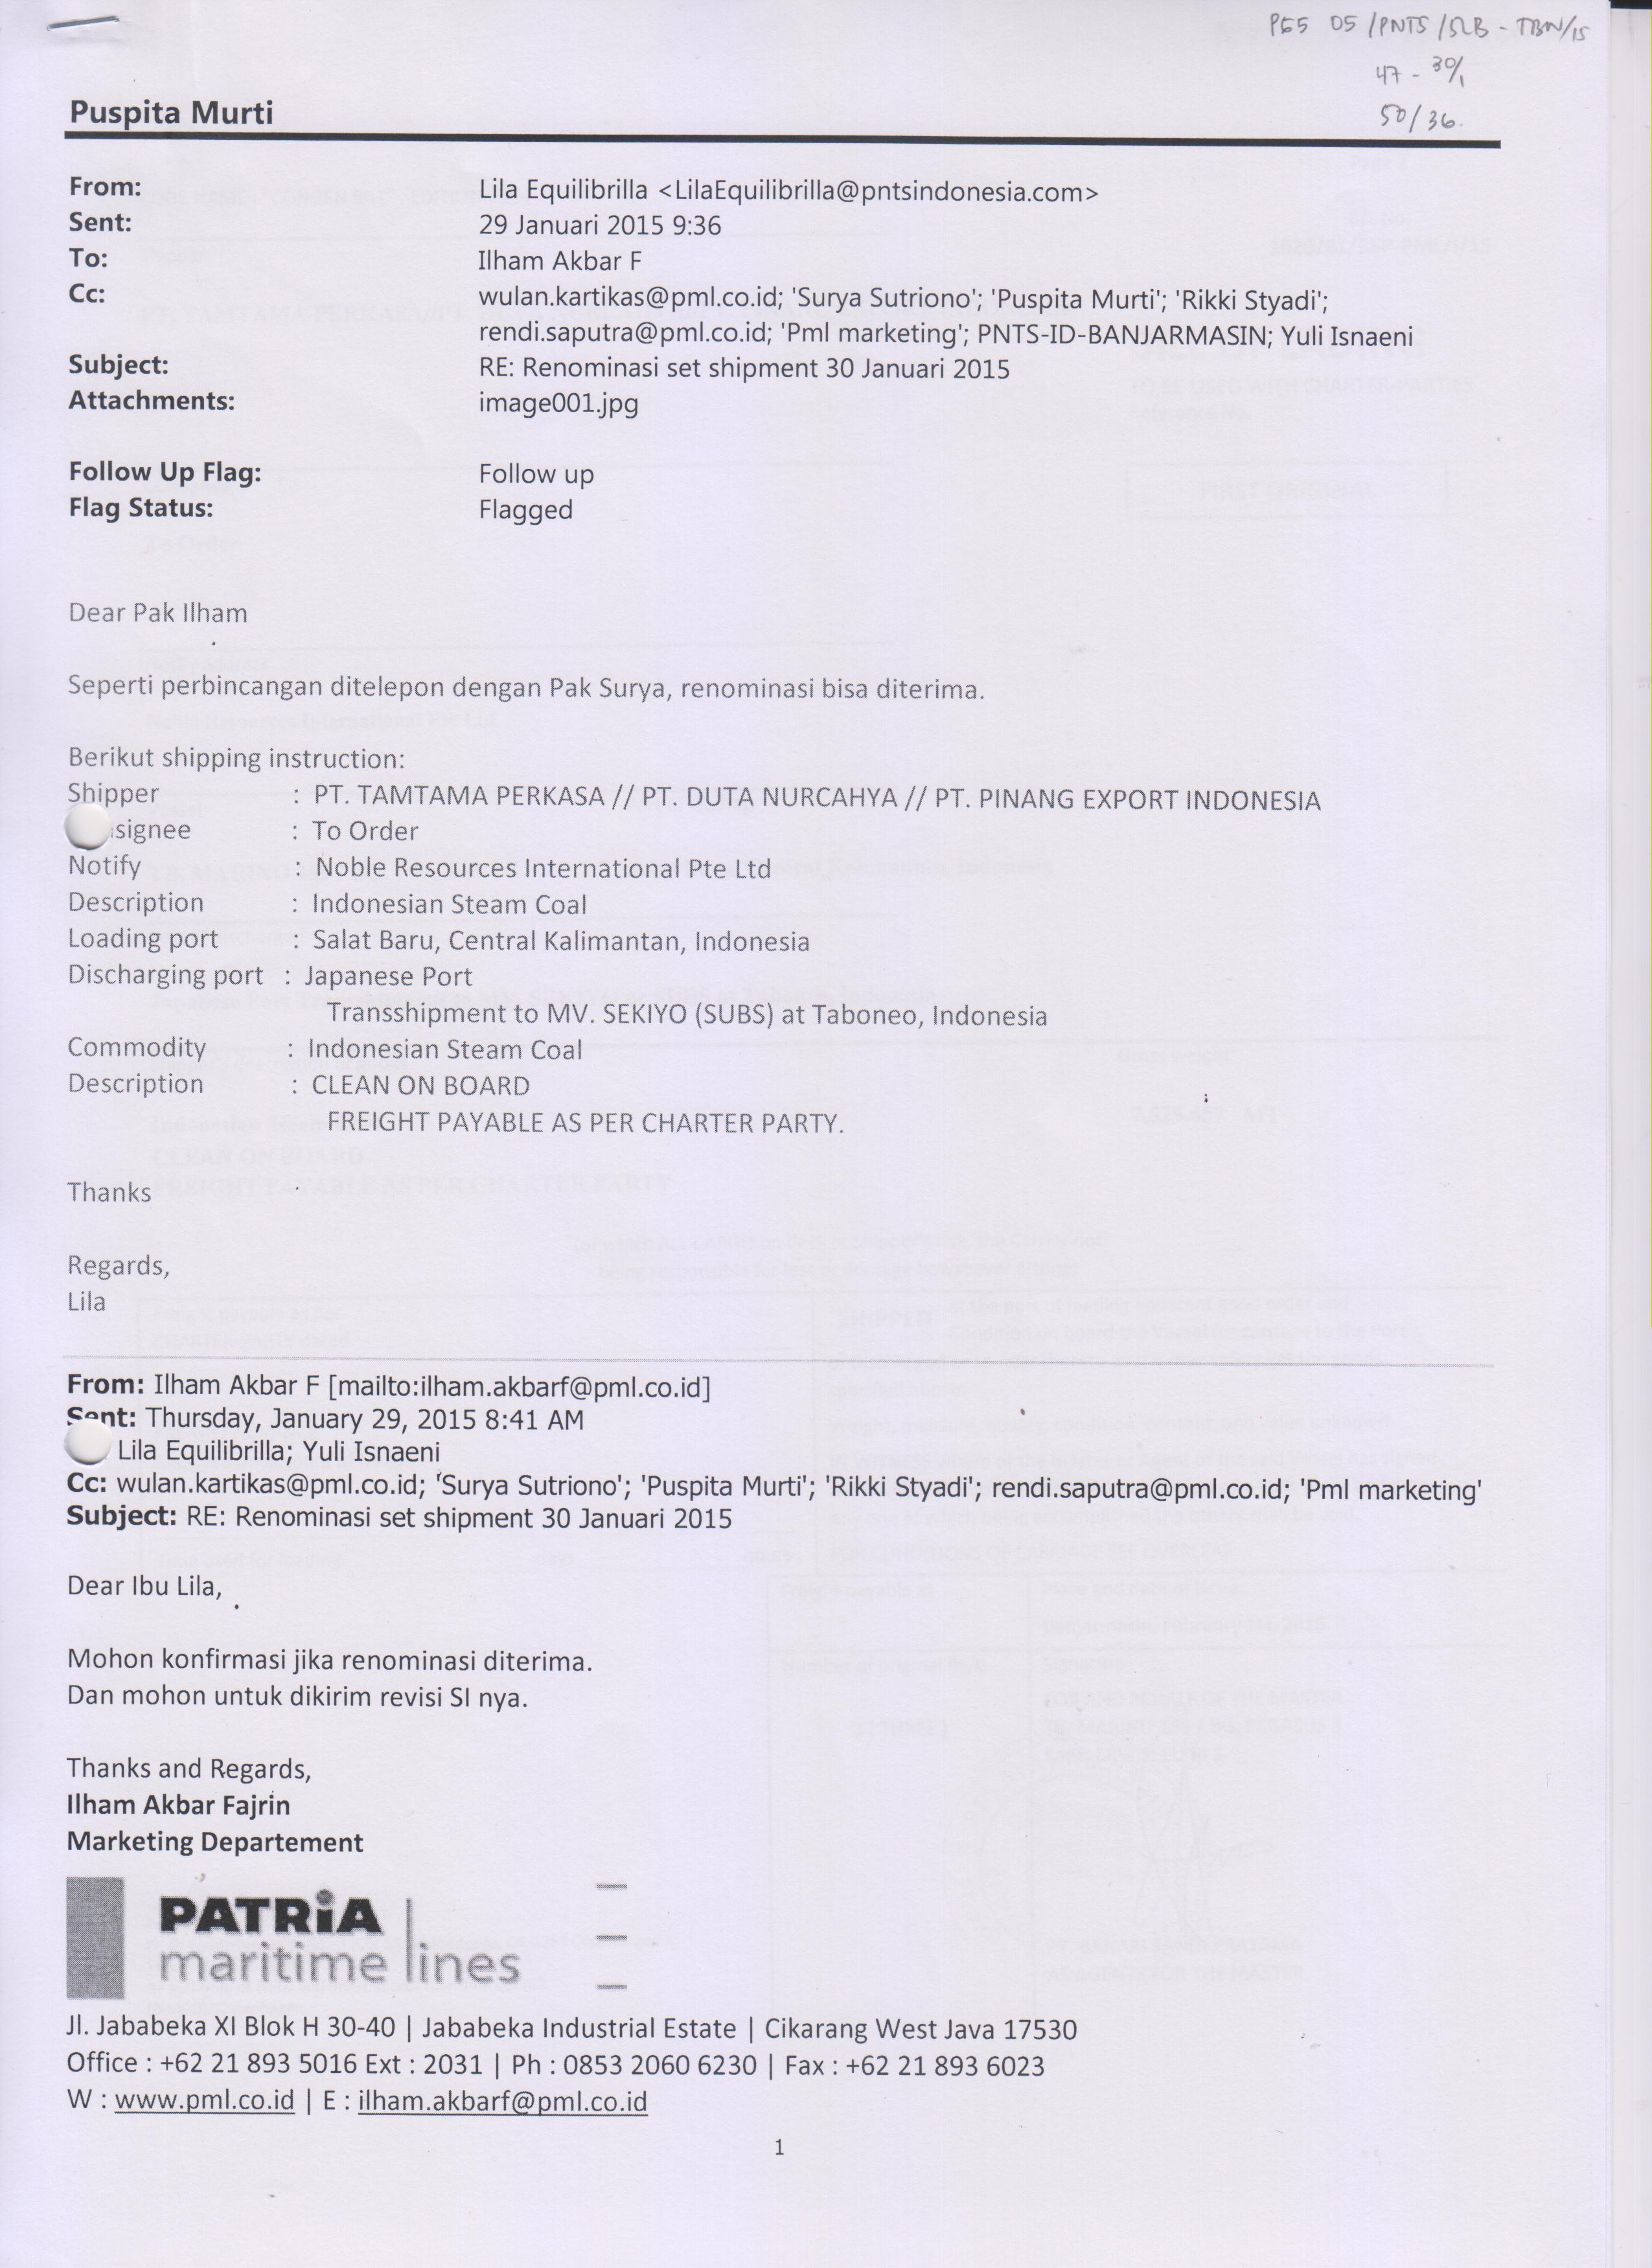 PG5 05/PNTS/SLB - TBN/15
47 - 30/1
50/36.
Puspita Murti
From: Lila Equilibrilla <LilaEquilibrilla@pntsindonesia.com>
Sent: 29 Januari 2015 9:36
To: Ilham Akbar F
Cc: wulan.kartikas@pml.co.id; 'Surya Sutriono'; 'Puspita Murti'; 'Rikki Styadi';
rendi.saputra@pml.co.id; 'Pml marketing'; PNTS-ID-BANJARMASIN; Yuli Isnaeni
Subject: RE: Renominasi set shipment 30 Januari 2015
Attachments: image001.jpg
Follow Up Flag: Follow up
Flag Status: Flagged
Dear Pak Ilham
Seperti perbincangan ditelepon dengan Pak Surya, renominasi bisa diterima.
Berikut shipping instruction:
Shipper : PT. TAMTAMA PERKASA // PT. DUTA NURCAHYA // PT. PINANG EXPORT INDONESIA
signee : To Order
Notify : Noble Resources International Pte Ltd
Description : Indonesian Steam Coal
Loading port : Salat Baru, Central Kalimantan, Indonesia
Discharging port : Japanese Port
Transshipment to MV. SEKIYO (SUBS) at Taboneo, Indonesia
Commodity : Indonesian Steam Coal
Description : CLEAN ON BOARD
FREIGHT PAYABLE AS PER CHARTER PARTY.
Thanks
Regards,
Lila
From: Ilham Akbar F [mailto:ilham.akbarf@pml.co.id]
Sent: Thursday, January 29, 2015 8:41 AM
Lila Equilibrilla; Yuli Isnaeni
Cc: wulan.kartikas@pml.co.id; 'Surya Sutriono'; 'Puspita Murti'; 'Rikki Styadi'; rendi.saputra@pml.co.id; 'Pml marketing'
Subject: RE: Renominasi set shipment 30 Januari 2015
Dear Ibu Lila,
Mohon konfirmasi jika renominasi diterima.
Dan mohon untuk dikirim revisi SI nya.
Thanks and Regards,
Ilham Akbar Fajrin
Marketing Departement
PATRiA
maritime lines
Jl. Jababeka XI Blok H 30-40 | Jababeka Industrial Estate | Cikarang West Java 17530
Office : +62 21 893 5016 Ext : 2031 | Ph : 0853 2060 6230 | Fax : +62 21 893 6023
W : www.pml.co.id | E : ilham.akbarf@pml.co.id
1